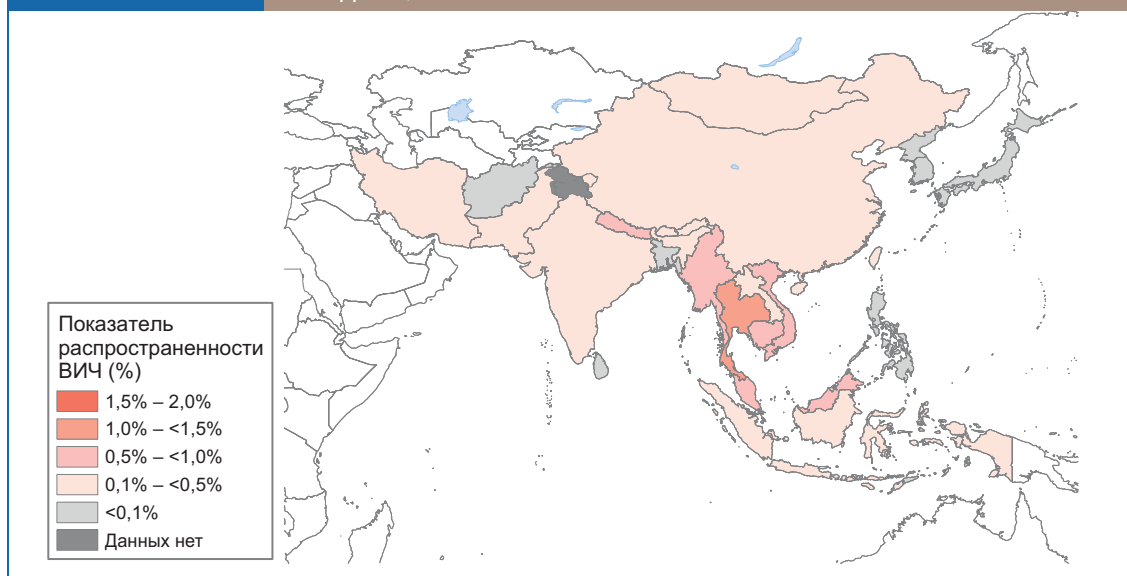 Показатель
распространенности
ВИЧ (%)
1,5% – 2,0%
1,0% – <1,5%
0,5% – <1,0%
0,1% – <0,5%
<0,1%
Данных нет